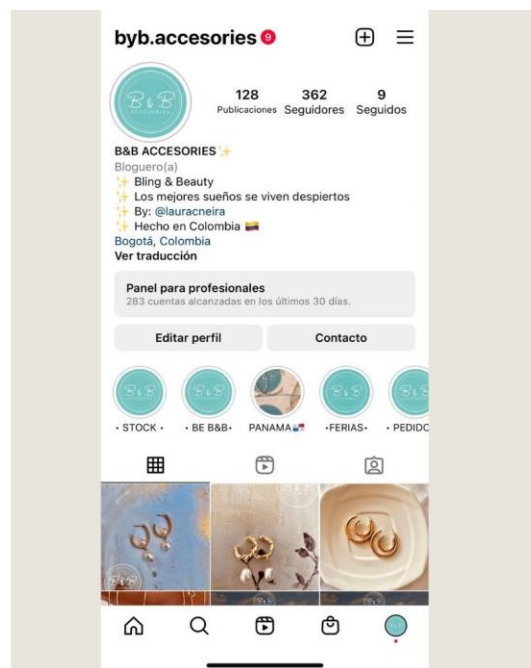 byb.accesories 9
B & B
ACCESORIES
128 362 9
Publicaciones Seguidores Seguidos
B&B ACCESORIES✨
Bloguero(a)
✨ Bling & Beauty
✨ Los mejores sueños se viven despiertos
✨ By: @lauracneira
✨ Hecho en Colombia 🇨🇴
Bogotá, Colombia
Ver traducción
Panel para profesionales
283 cuentas alcanzadas en los últimos 30 días.
Editar perfil Contacto
B&B B&B B&B B&B
• STOCK • • BE B&B• PANAMA🇵🇦 •FERIAS• • PEDIDO
B&B B&B
B&B B&B
B&B